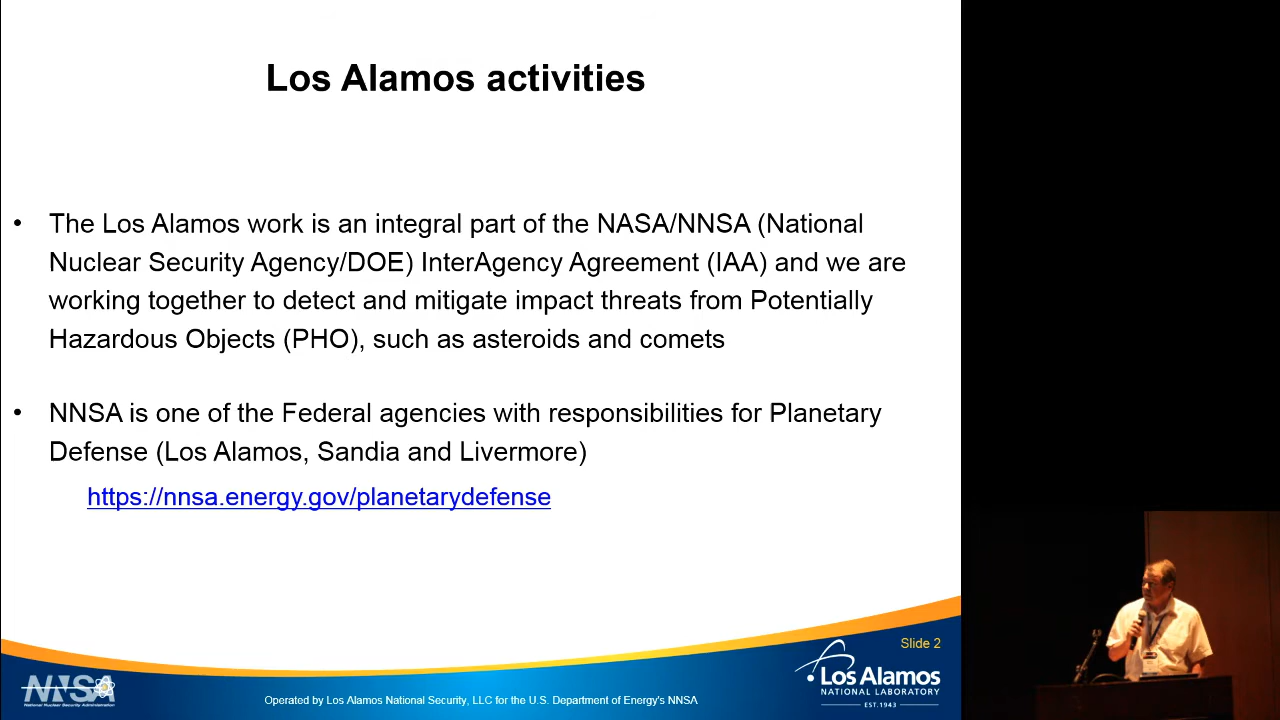 Los Alamos activities
• The Los Alamos work is an integral part of the NASA/NNSA (National
Nuclear Security Agency/DOE) InterAgency Agreement (IAA) and we are
working together to detect and mitigate impact threats from Potentially
Hazardous Objects (PHO), such as asteroids and comets
• NNSA is one of the Federal agencies with responsibilities for Planetary
Defense (Los Alamos, Sandia and Livermore)
https://nnsa.energy.gov/planetarydefense
Slide 2
NNSA
National Nuclear Security Administration
Operated by Los Alamos National Security, LLC for the U.S. Department of Energy's NNSA
Los Alamos
NATIONAL LABORATORY
EST.1943